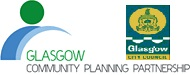 GLASGOW
COMMUNITY PLANNING PARTNERSHIP
Glasgow
CITY COUNCIL